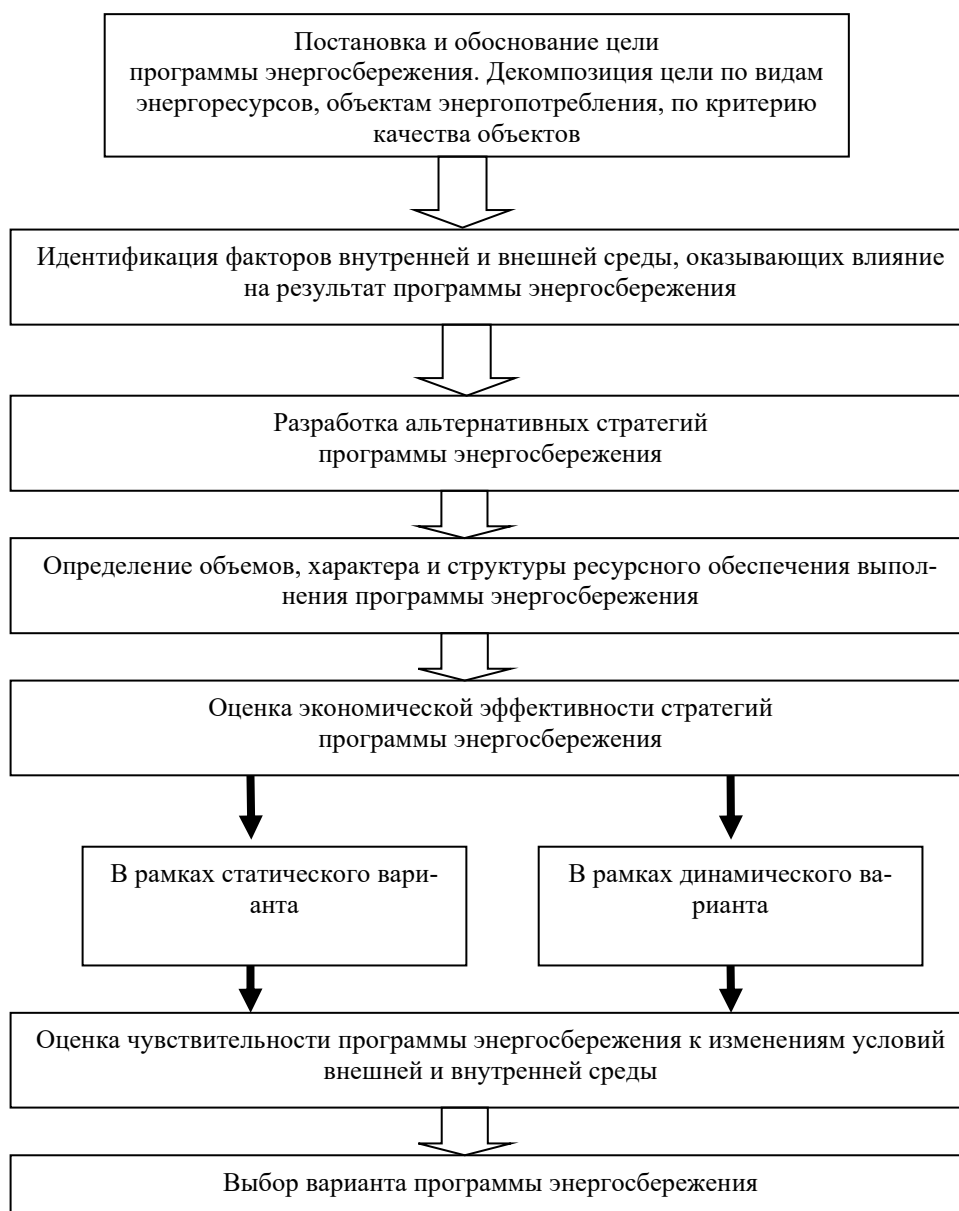 Постановка и обоснование цели
программы энергосбережения. Декомпозиция цели по видам
энергоресурсов, объектам энергопотребления, по критерию
качества объектов
Идентификация факторов внутренней и внешней среды, оказывающих влияние
на результат программы энергосбережения
Разработка альтернативных стратегий
программы энергосбережения
Определение объемов, характера и структуры ресурсного обеспечения выпол-
нения программы энергосбережения
Оценка экономической эффективности стратегий
программы энергосбережения
В рамках статического вари-
анта
В рамках динамического ва-
рианта
Оценка чувствительности программы энергосбережения к изменениям условий
внешней и внутренней среды
Выбор варианта программы энергосбережения